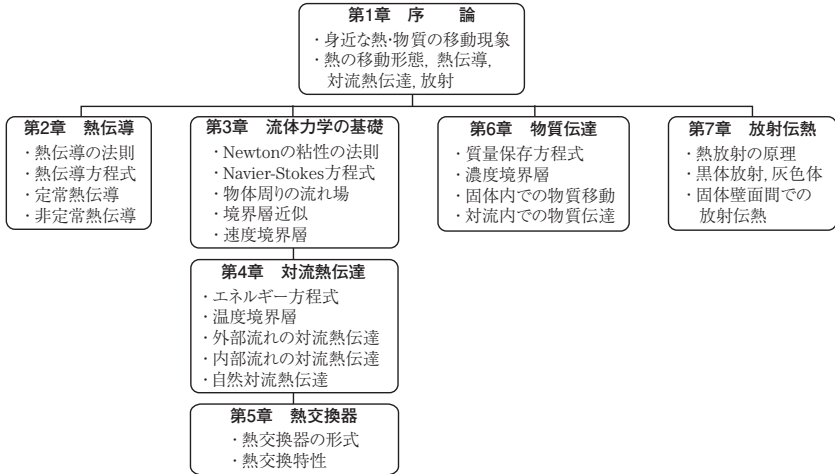 第1章 序 論
・身近な熱・物質の移動現象
・熱の移動形態, 熱伝導,
対流熱伝達, 放射
第2章 熱伝導
・熱伝導の法則
・熱伝導方程式
・定常熱伝導
・非定常熱伝導
第3章 流体力学の基礎
・Newtonの粘性の法則
・Navier-Stokes方程式
・物体周りの流れ場
・境界層近似
・速度境界層
第4章 対流熱伝達
・エネルギー方程式
・温度境界層
・外部流れの対流熱伝達
・内部流れの対流熱伝達
・自然対流熱伝達
第5章 熱交換器
・熱交換器の形式
・熱交換特性
第6章 物質伝達
・質量保存方程式
・濃度境界層
・固体内での物質移動
・対流内での物質伝達
第7章 放射伝熱
・熱放射の原理
・黒体放射, 灰色体
・固体壁面間での
放射伝熱